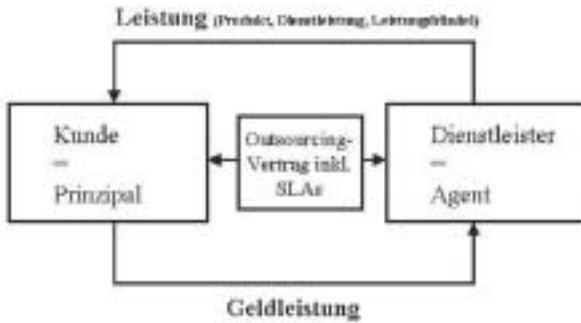 Leistung (Produkt, Dienstleistung, Leistungsbündel)
Kunde
–
Prinzipal
Outsourcing-
Vertrag inkl.
SLAs
Dienstleister
–
Agent
Geldleistung